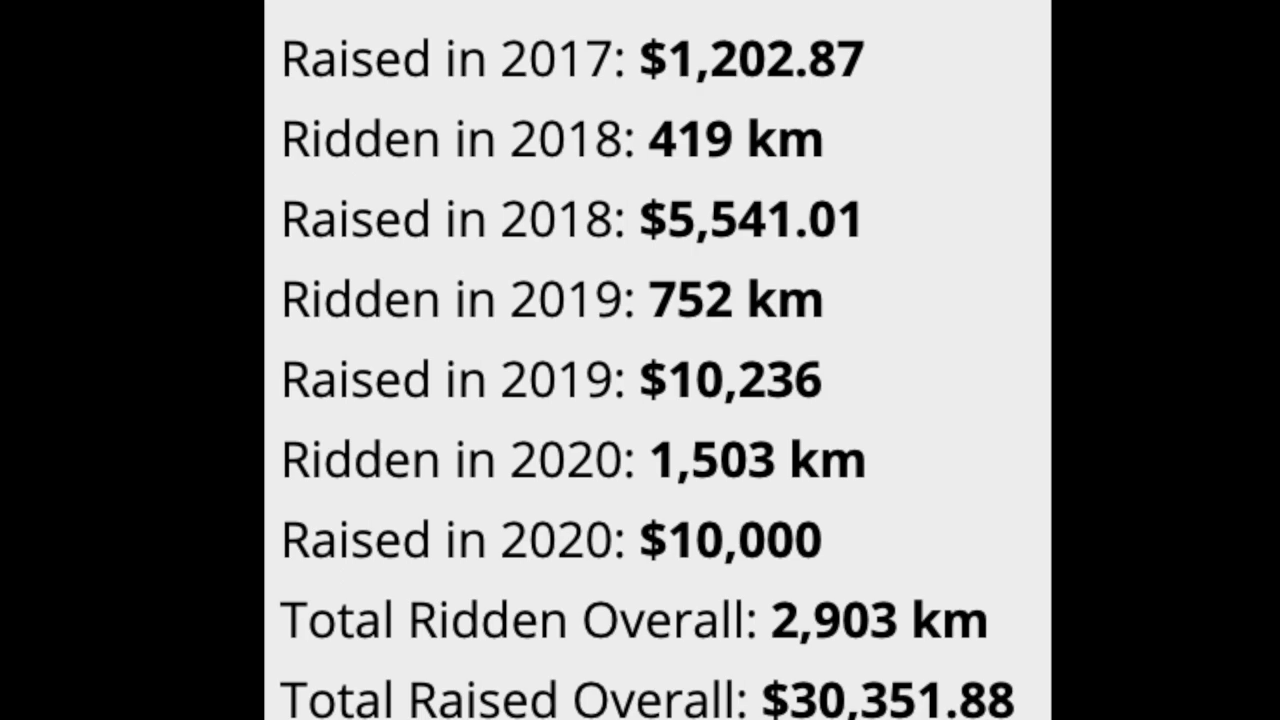 Raised in 2017: $1,202.87
Ridden in 2018: 419 km
Raised in 2018: $5,541.01
Ridden in 2019: 752 km
Raised in 2019: $10,236
Ridden in 2020: 1,503 km
Raised in 2020: $10,000
Total Ridden Overall: 2,903 km
Total Raised Overall: $30,351.88